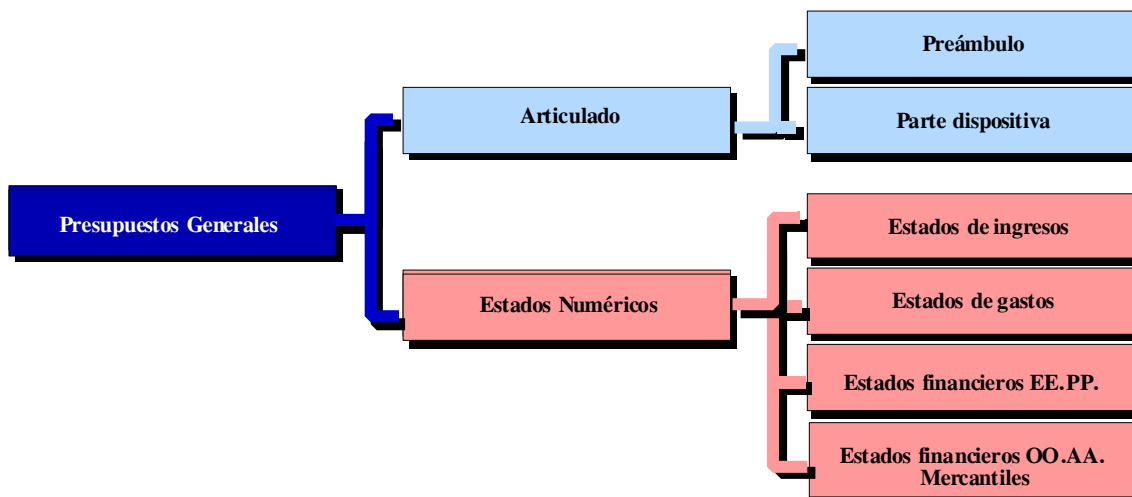 Presupuestos Generales
Articulado
Preámbulo
Parte dispositiva
Estados Numéricos
Estados de ingresos
Estados de gastos
Estados financieros EE.PP.
Estados financieros OO.AA.
Mercantiles